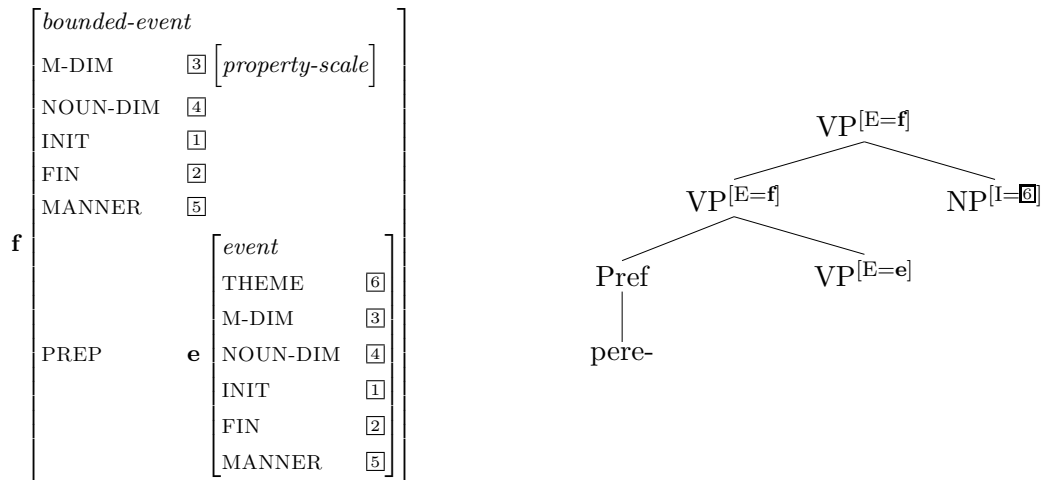 bounded-event
M-DIM 3 [property-scale]
NOUN-DIM 4
INIT 1
FIN 2
MANNER 5
f
event
THEME 6
M-DIM 3
PREP e NOUN-DIM 4
INIT 1
FIN 2
MANNER 5
VP[E=f]
VP[E=f] NP[I=6]
Pref VP[E=e]
pere-